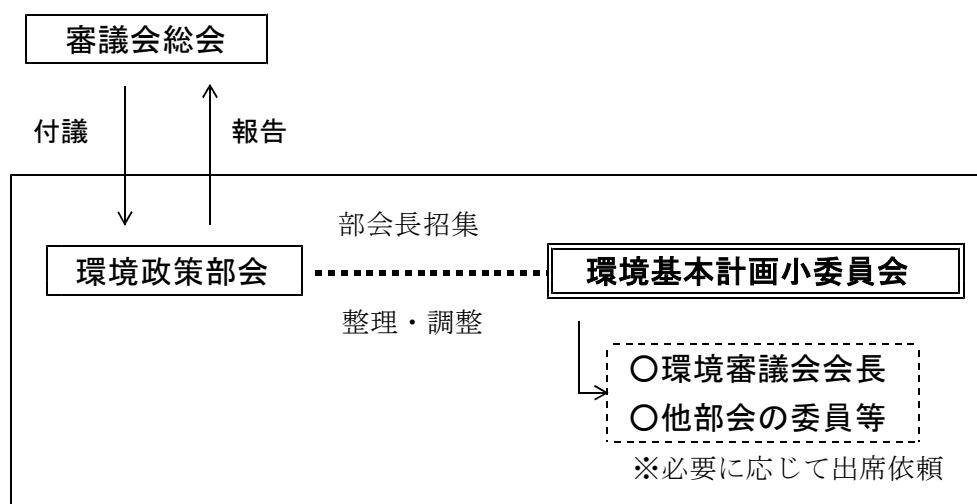 審議会総会
付議
報告
部会長招集
環境政策部会
環境基本計画小委員会
整理・調整
〇環境審議会会長
〇他部会の委員等
※必要に応じて出席依頼